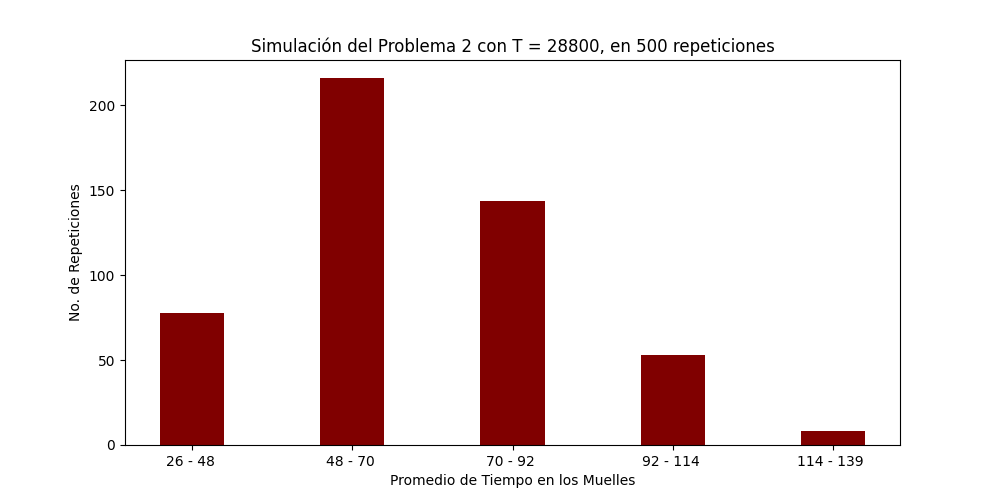 Simulación del Problema 2 con T = 28800, en 500 repeticiones
200
150
100
50
0
No. de Repeticiones
26 - 48
48 - 70
70 - 92
92 - 114
114 - 139
Promedio de Tiempo en los Muelles